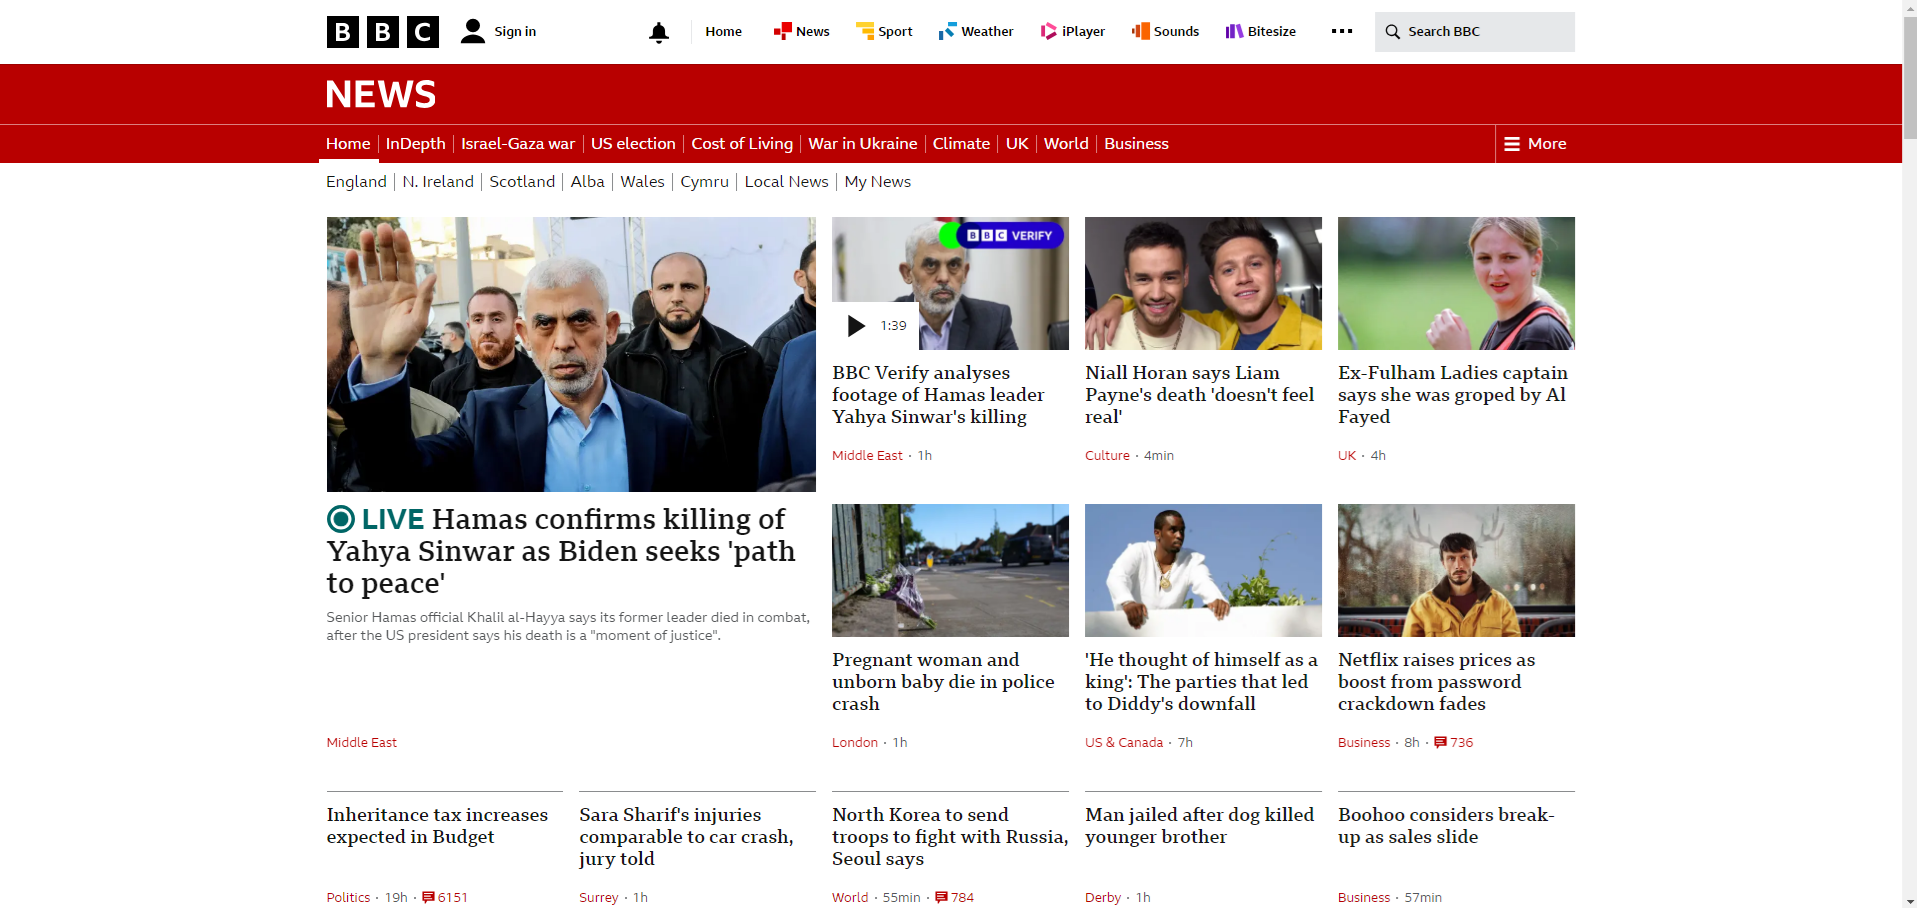 BBC
Sign in
Home
News
Sport
Weather
iPlayer
Sounds
Bitesize
Search BBC
NEWS
Home
InDepth
Israel-Gaza war
US election
Cost of Living
War in Ukraine
Climate
UK
World
Business
More
England
N. Ireland
Scotland
Alba
Wales
Cymru
Local News
My News
LIVE Hamas confirms killing of
Yahya Sinwar as Biden seeks 'path
to peace'
Senior Hamas official Khalil al-Hayya says its former leader died in combat,
after the US president says his death is a "moment of justice".
Middle East
BBC VERIFY
1:39
BBC Verify analyses
footage of Hamas leader
Yahya Sinwar's killing
Middle East · 1h
Niall Horan says Liam
Payne's death 'doesn't feel
real'
Culture · 4min
Ex-Fulham Ladies captain
says she was groped by Al
Fayed
UK · 4h
Pregnant woman and
unborn baby die in police
crash
London · 1h
'He thought of himself as a
king': The parties that led
to Diddy's downfall
US & Canada · 7h
Netflix raises prices as
boost from password
crackdown fades
Business · 8h · 736
Inheritance tax increases
expected in Budget
Politics · 19h · 6151
Sara Sharif's injuries
comparable to car crash,
jury told
Surrey · 1h
North Korea to send
troops to fight with Russia,
Seoul says
World · 55min · 784
Man jailed after dog killed
younger brother
Derby · 1h
Boohoo considers break-
up as sales slide
Business · 57min